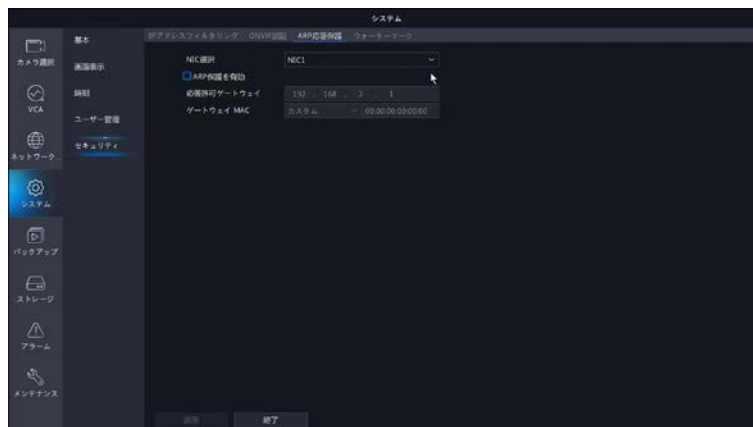 システム
IPアドレスフィルタリング ONVIF認証 ARP応答保護 ウォーターマーク
カメラ選択
VCA
ネットワーク...
システム
バックアップ
ストレージ
アラーム
メンテナンス
基本
画面表示
時刻
ユーザー管理
セキュリティ
NIC選択 NIC1
ARP保護を有効
応答許可ゲートウェイ 192 . 168 . 2 . 1
ゲートウェイ MAC カスタム 00:00:00:00:00:00
適用 終了